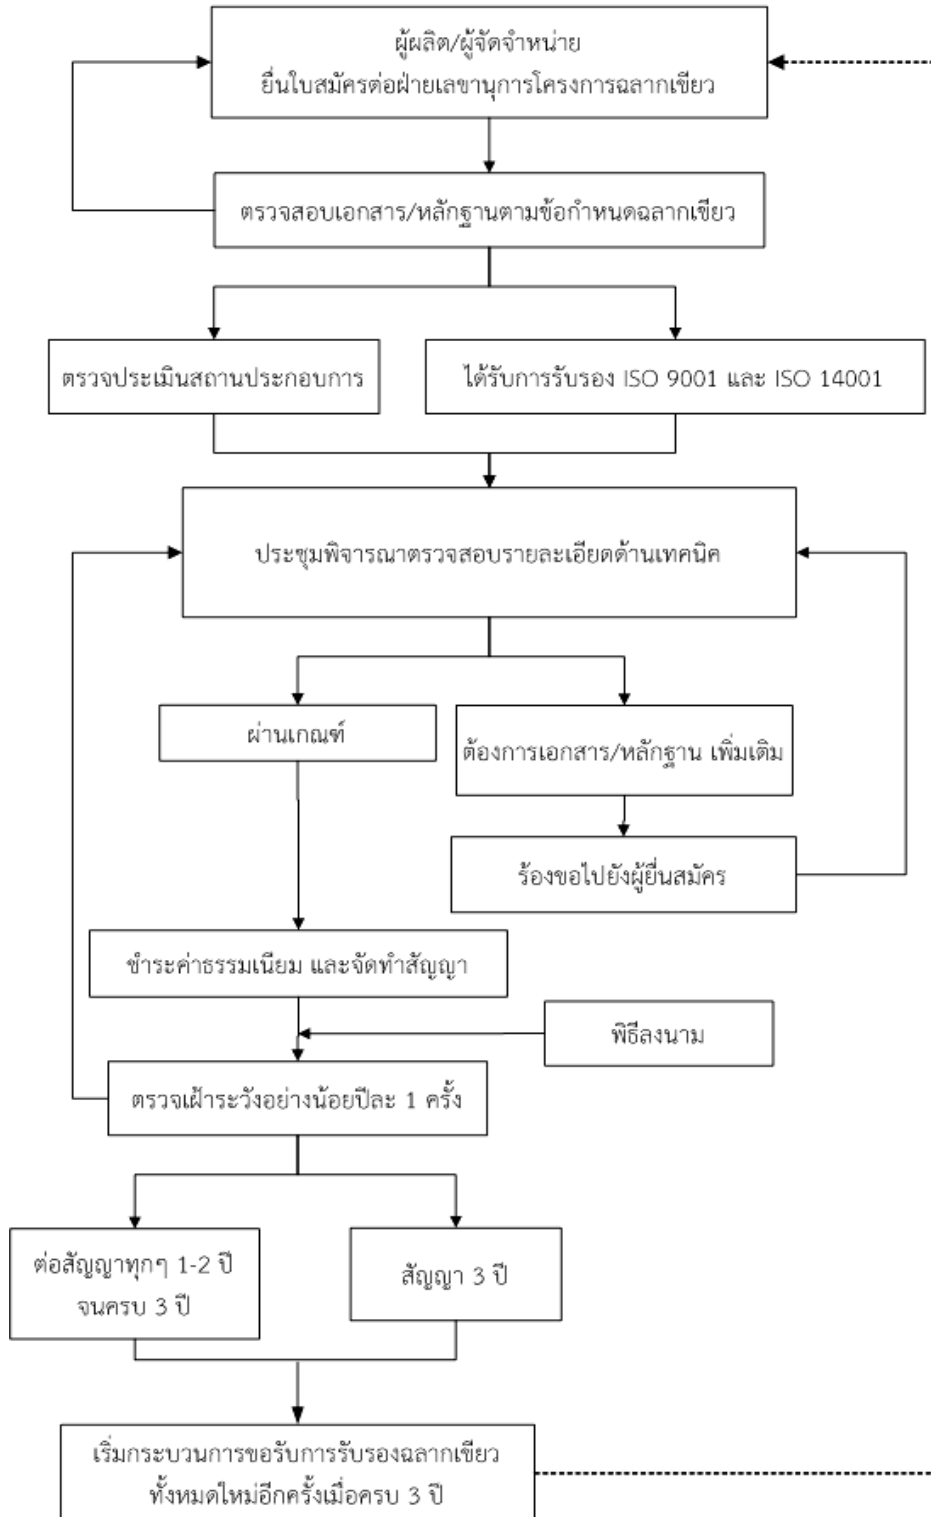 ผู้ผลิต/ผู้จัดจำหน่าย
ยื่นใบสมัครต่อฝ่ายเลขานุการโครงการฉลากเขียว
ตรวจสอบเอกสาร/หลักฐานตามข้อกำหนดฉลากเขียว
ตรวจประเมินสถานประกอบการ
ได้รับการรับรอง ISO 9001 และ ISO 14001
ประชุมพิจารณาตรวจสอบรายละเอียดด้านเทคนิค
ผ่านเกณฑ์
ต้องการเอกสาร/หลักฐาน เพิ่มเติม
ร้องขอไปยังผู้ยื่นสมัคร
ชำระค่าธรรมเนียม และจัดทำสัญญา
พิธีลงนาม
ตรวจเฝ้าระวังอย่างน้อยปีละ 1 ครั้ง
ต่อสัญญาทุกๆ 1-2 ปี
จนครบ 3 ปี
สัญญา 3 ปี
เริ่มกระบวนการขอรับการรับรองฉลากเขียว
ทั้งหมดใหม่อีกครั้งเมื่อครบ 3 ปี